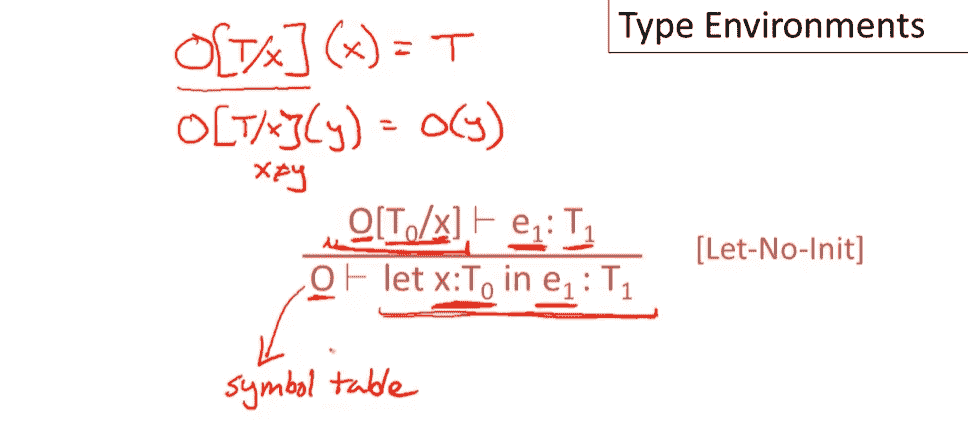 Type Environments
O[T/x] (x) = T
O[T/x](y) = O(y)
x≠y
O[T₀/x] ⊢ e₁: T₁
[Let-No-Init]
O ⊢ let x:T₀ in e₁ : T₁
symbol table